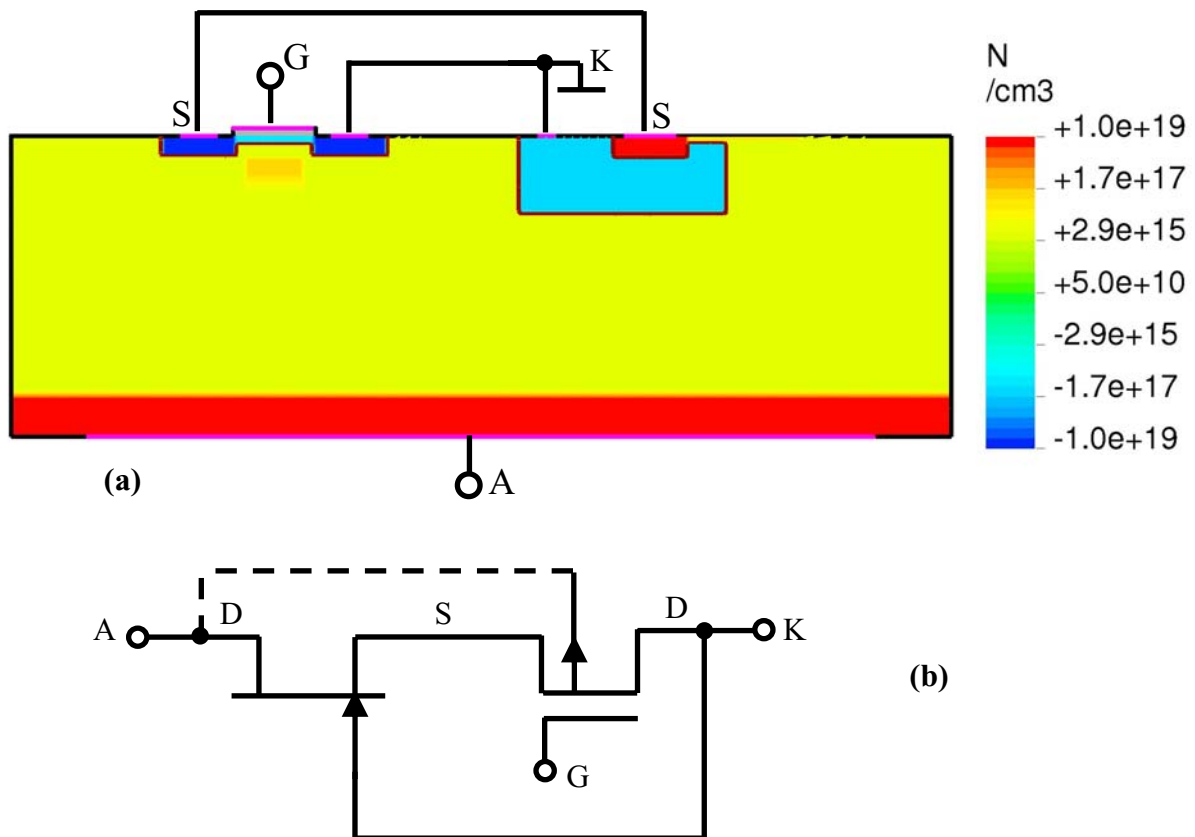 G
K
S
S
N
/cm3
+1.0e+19
+1.7e+17
+2.9e+15
+5.0e+10
-2.9e+15
-1.7e+17
-1.0e+19
(a)
A
A
D
S
D
K
G
(b)